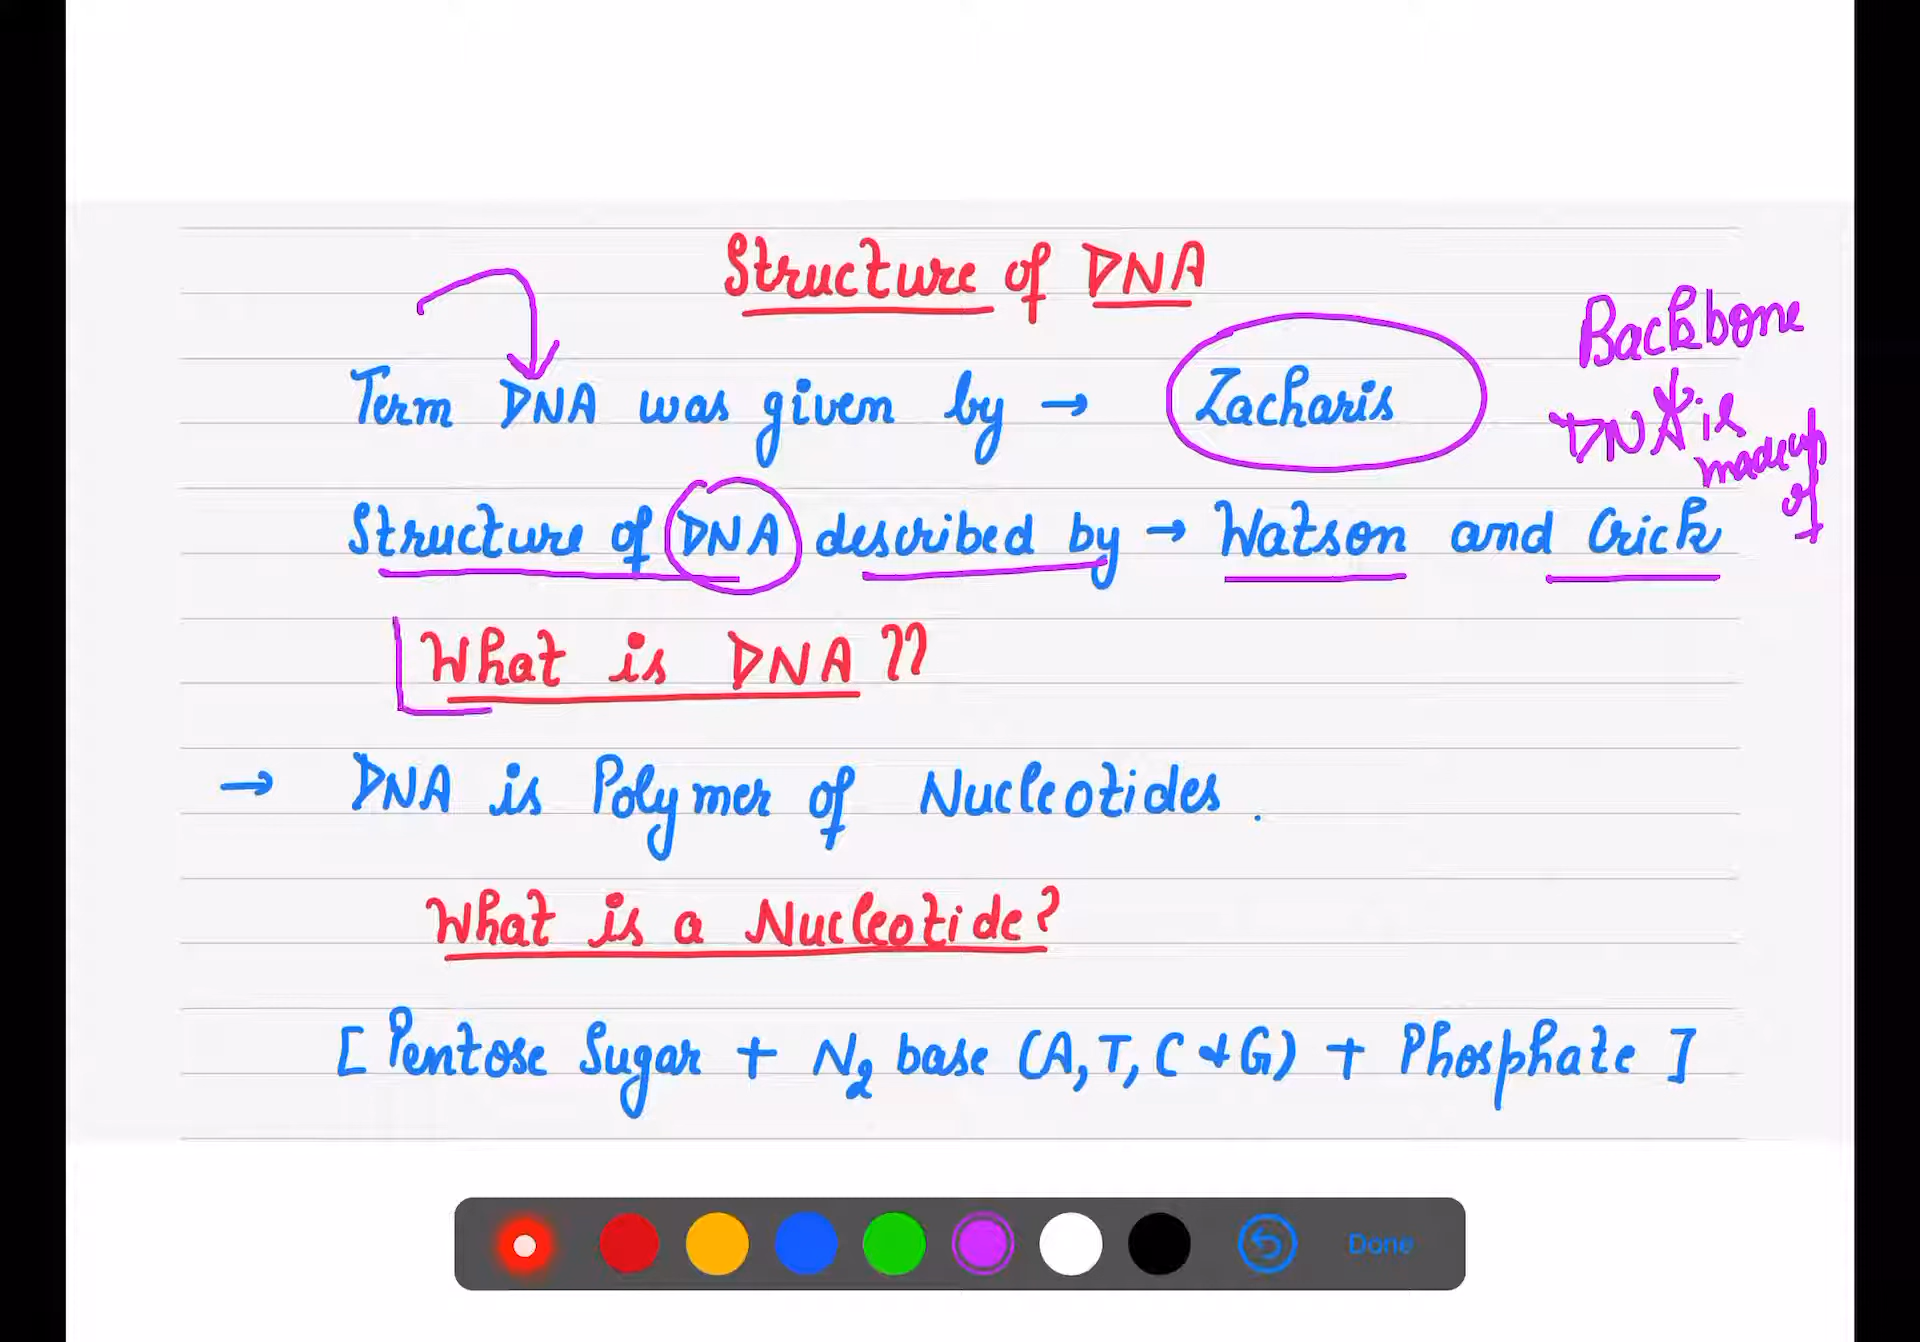 Structure of DNA
Backbone
Term DNA was given by → Zacharis
DNA is
made up
of
Structure of DNA described by → Watson and Crick
What is DNA??
→ DNA is Polymer of Nucleotides.
What is a Nucleotide?
[Pentose Sugar + N2 base (A, T, C & G) + Phosphate]
Done